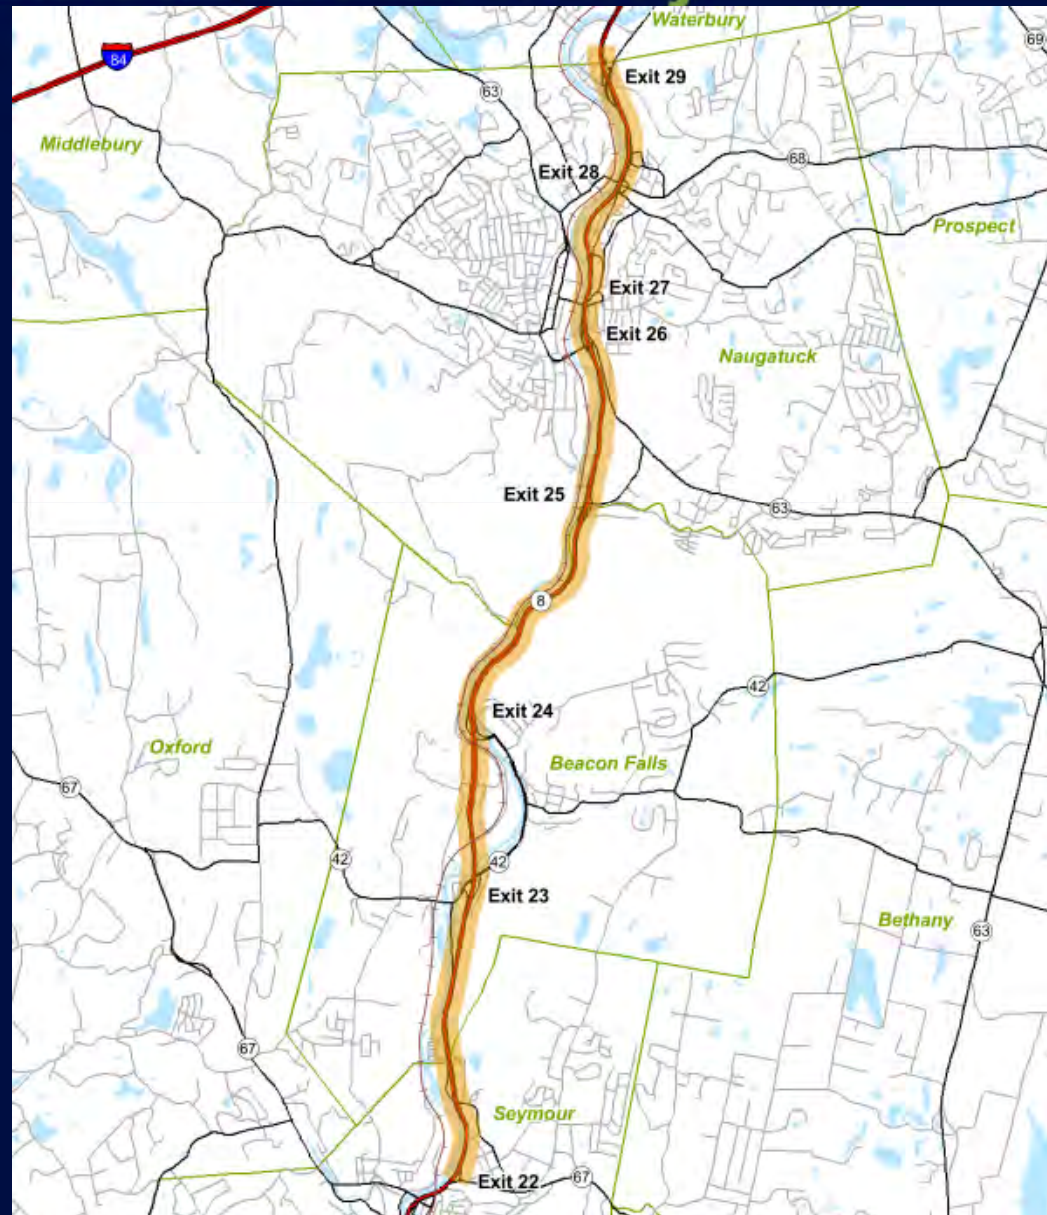 Waterbury
69
84
Exit 29
63
Middlebury
68
Exit 28
Prospect
Exit 27
Exit 26
Naugatuck
Exit 25
63
8
42
Exit 24
Oxford
Beacon Falls
67
42
42
Exit 23
Bethany
63
67
Seymour
67
Exit 22